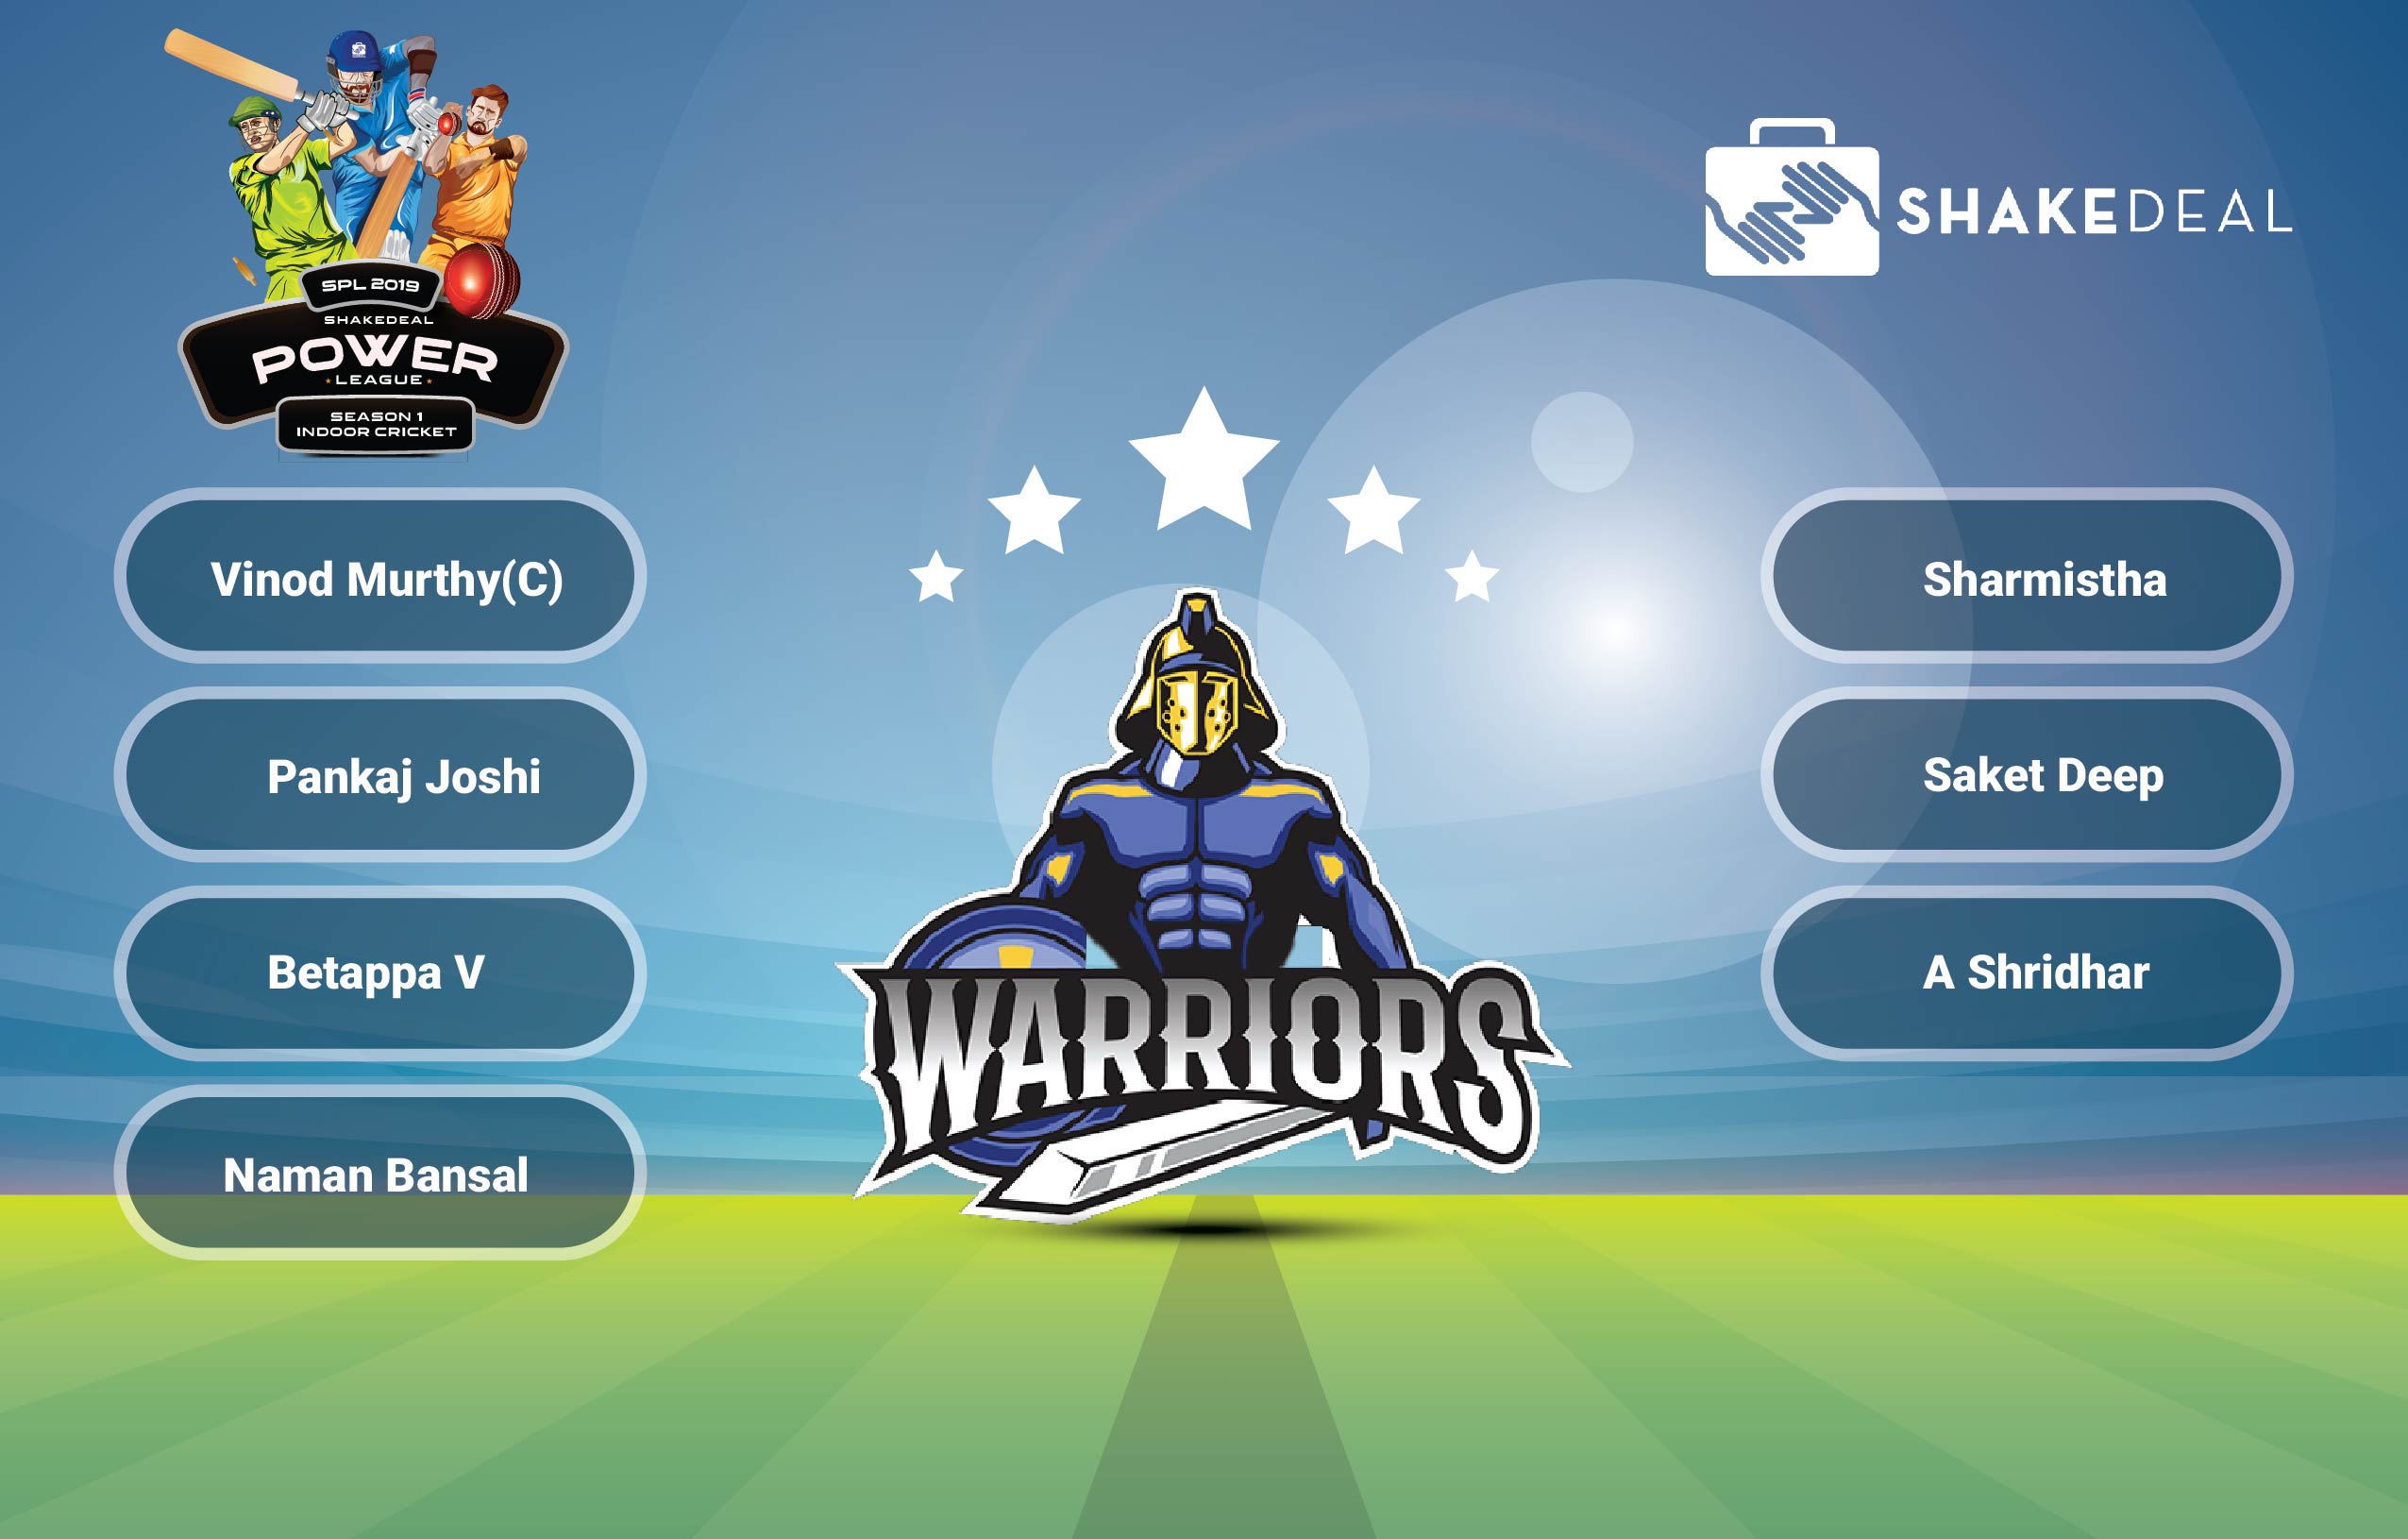 SPL 2019
SHAKEDEAL
POWER
LEAGUE
SEASON 1
INDOOR CRICKET
SHAKEDEAL
Vinod Murthy(C)
Pankaj Joshi
Betappa V
Naman Bansal
WARRIORS
Sharmistha
Saket Deep
A Shridhar